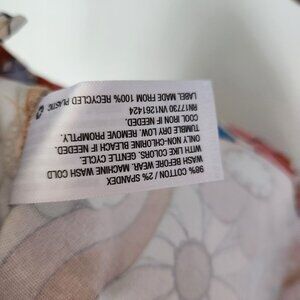 98% COTTON / 2% SPANDEX
WASH BEFORE WEAR. MACHINE WASH COLD
WITH LIKE COLORS, GENTLE CYCLE.
ONLY NON-CHLORINE BLEACH IF NEEDED.
TUMBLE DRY LOW. REMOVE PROMPTLY.
COOL IRON IF NEEDED.
RN17730 VN1261424
LABEL MADE FROM 100% RECYCLED PLASTIC